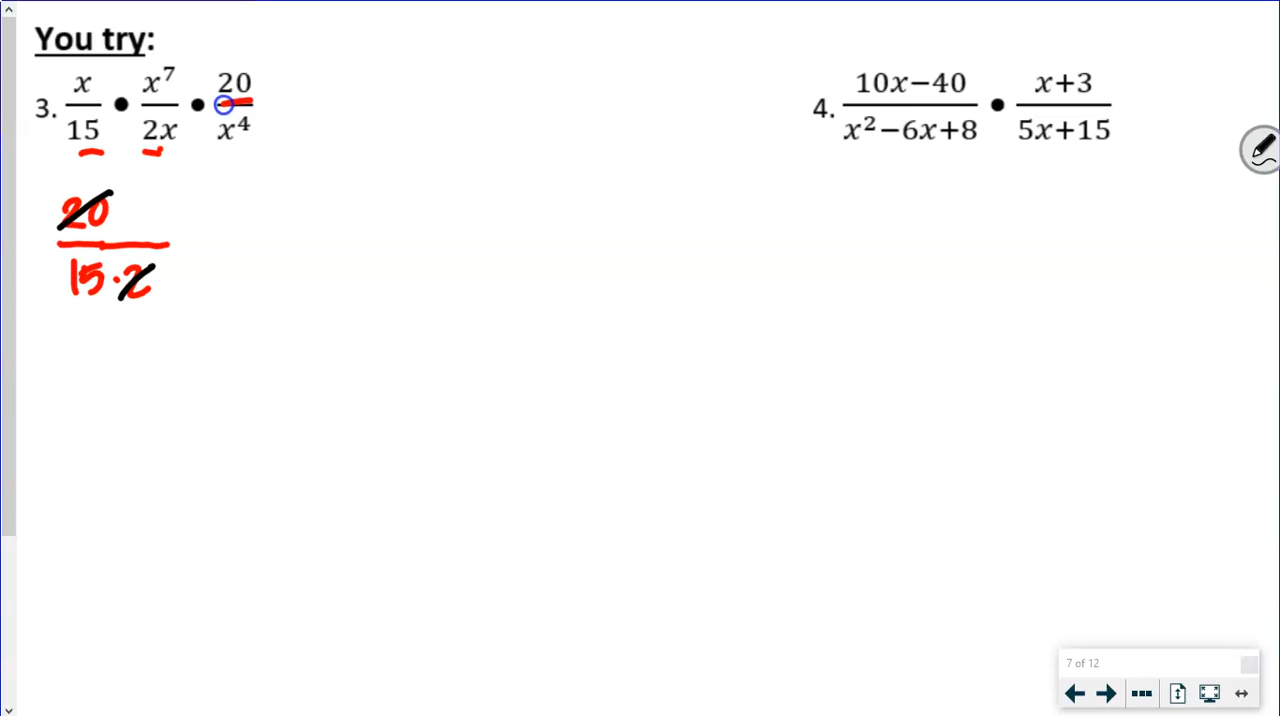 You try:
3. x/15 • x⁷/2x • 20/x⁴
4. 10x−40/x²−6x+8 • x+3/5x+15
20
15·2
7 of 12